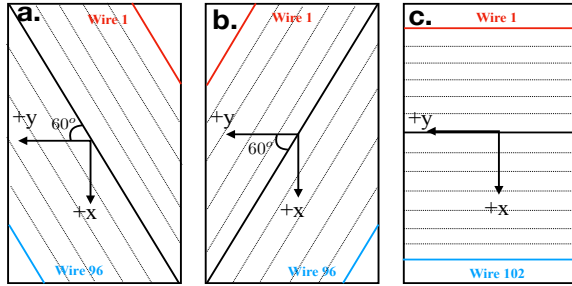 a.
Wire 1
+y
60°
+x
Wire 96
b.
Wire 1
+y
60°
+x
Wire 96
c.
Wire 1
+y
+x
Wire 102